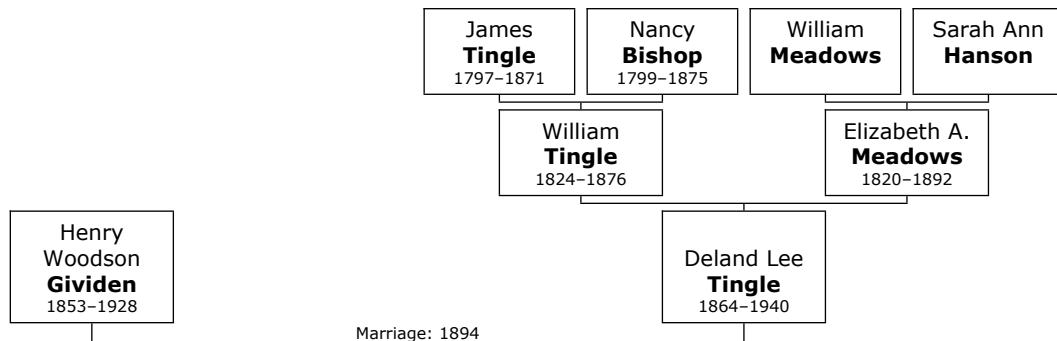 James
Tingle
1797–1871
Nancy
Bishop
1799–1875
William
Meadows
Sarah Ann
Hanson
William
Tingle
1824–1876
Elizabeth A.
Meadows
1820–1892
Henry
Woodson
Gividen
1853–1928
Deland Lee
Tingle
1864–1940
Marriage: 1894